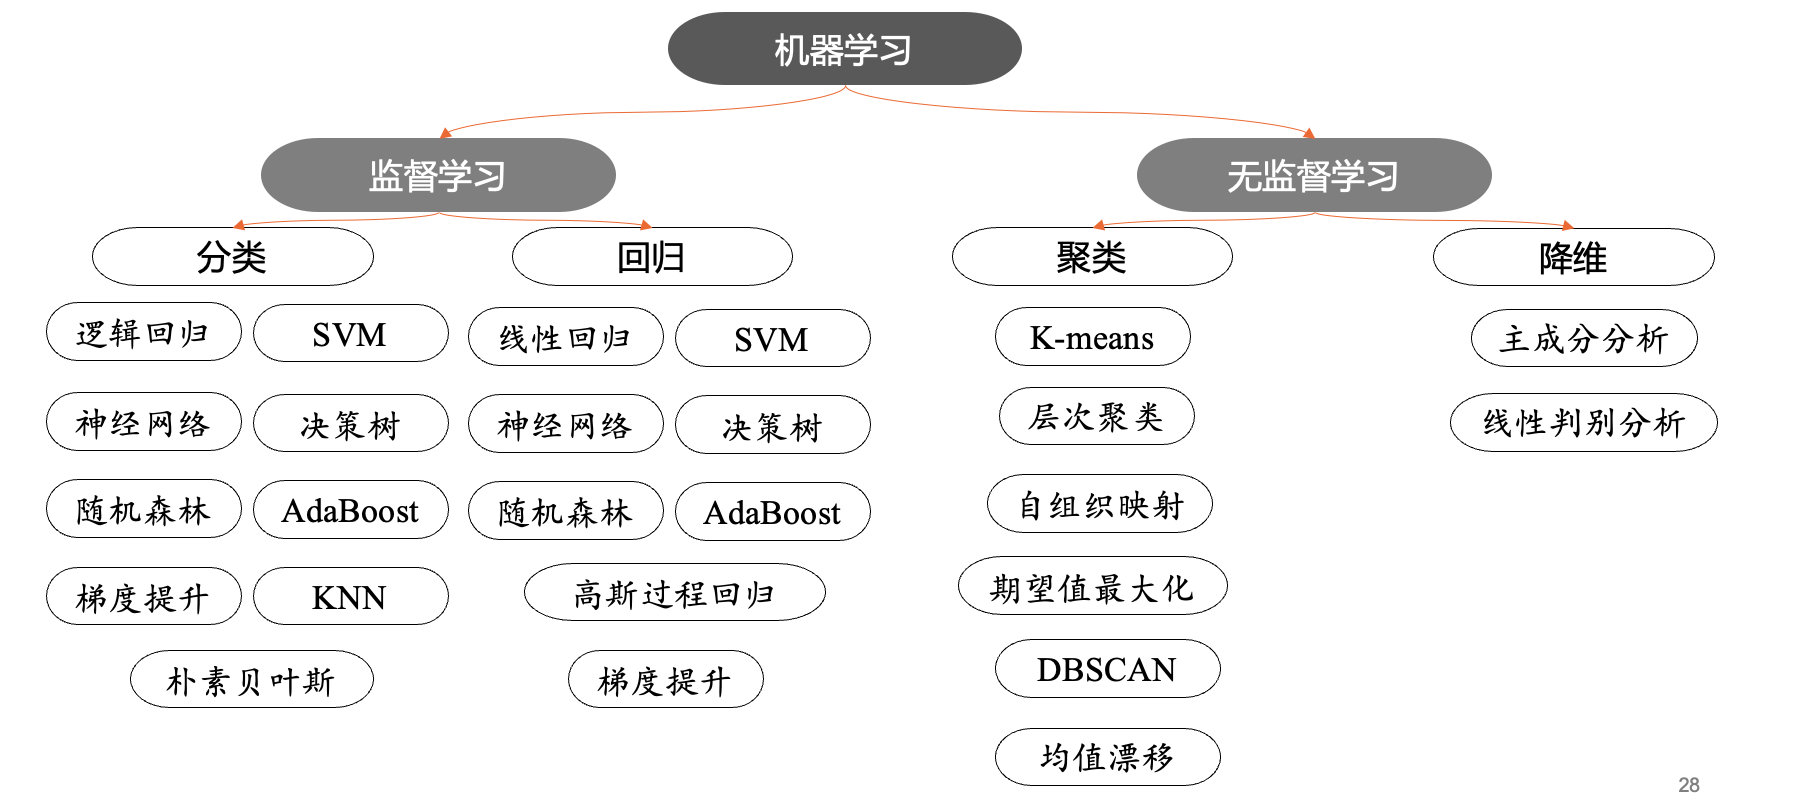 机器学习
监督学习
无监督学习
分类
回归
聚类
降维
逻辑回归
SVM
神经网络
决策树
随机森林
AdaBoost
梯度提升
KNN
朴素贝叶斯
线性回归
SVM
神经网络
决策树
随机森林
AdaBoost
高斯过程回归
梯度提升
K-means
层次聚类
自组织映射
期望值最大化
DBSCAN
均值漂移
主成分分析
线性判别分析
28